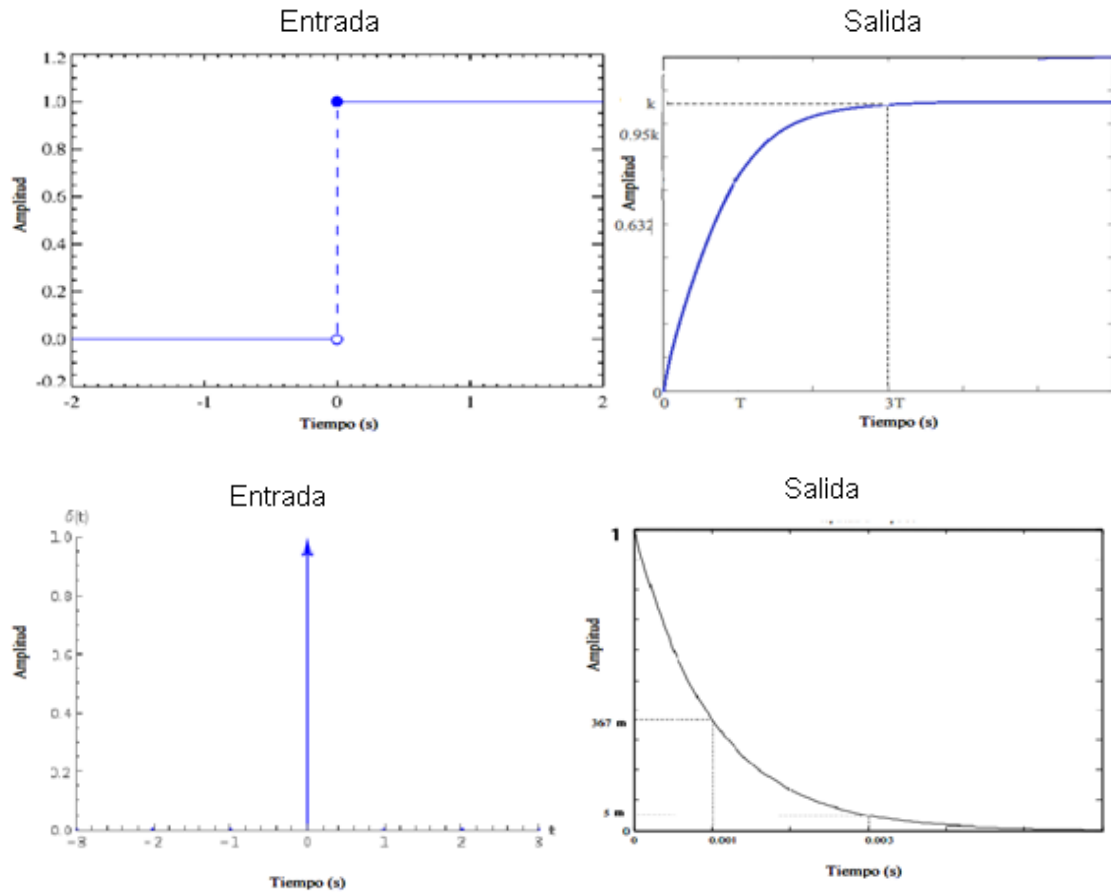 Entrada
Salida
1.2
1.0
0.8
0.6
0.4
0.2
0.0
-0.2
-2
-1
0
1
2
Amplitud
Tiempo (s)
k
0.95k
0.632
0
0
T
3T
Amplitud
Tiempo (s)
Entrada
Salida
δ(t)
1.0
0.8
0.6
0.4
0.2
0.0
-3
-2
-1
0
1
2
3
t
Amplitud
Tiempo (s)
1
367 m
5 m
0
0
0.001
0.003
Amplitud
Tiempo (s)